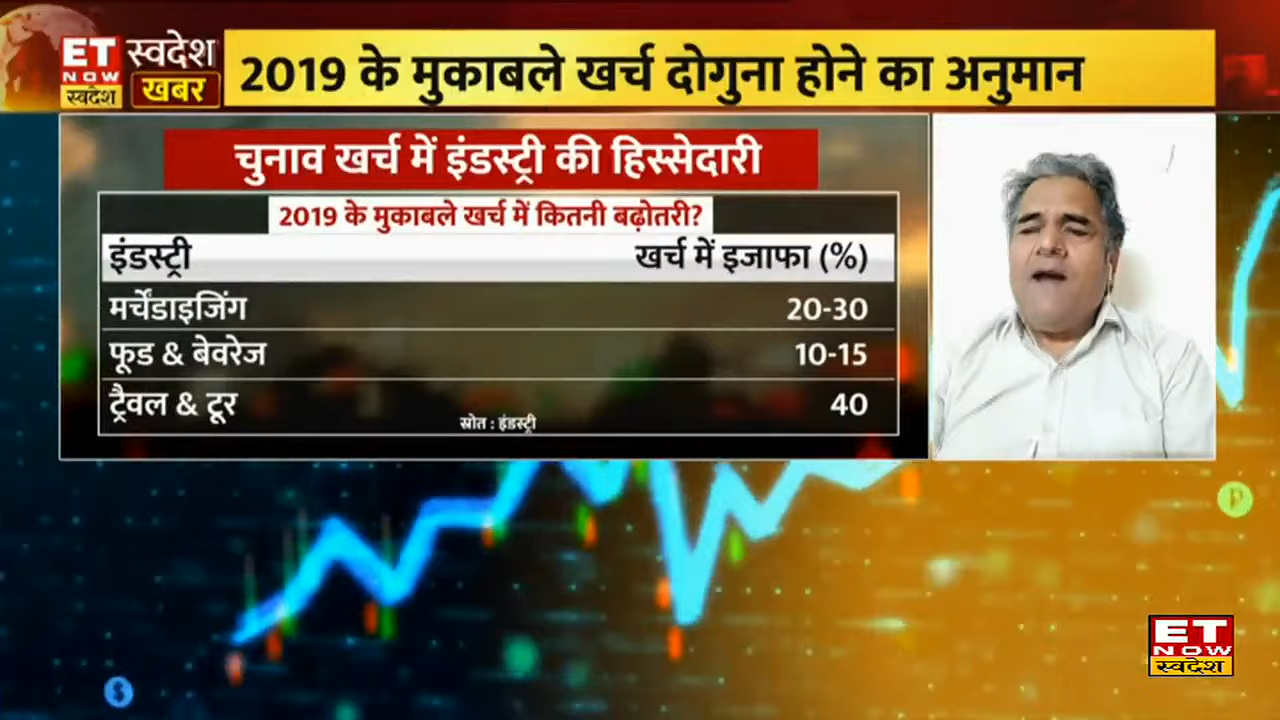 ET
NOW
स्वदेश
स्वदेश
खबर
2019 के मुकाबले खर्च दोगुना होने का अनुमान
चुनाव खर्च में इंडस्ट्री की हिस्सेदारी
2019 के मुकाबले खर्च में कितनी बढ़ोतरी?
इंडस्ट्री खर्च में इजाफा (%)
मर्चेंडाइजिंग 20-30
फूड & बेवरेज 10-15
ट्रैवल & टूर 40
स्रोत : इंडस्ट्री
ET
NOW
स्वदेश